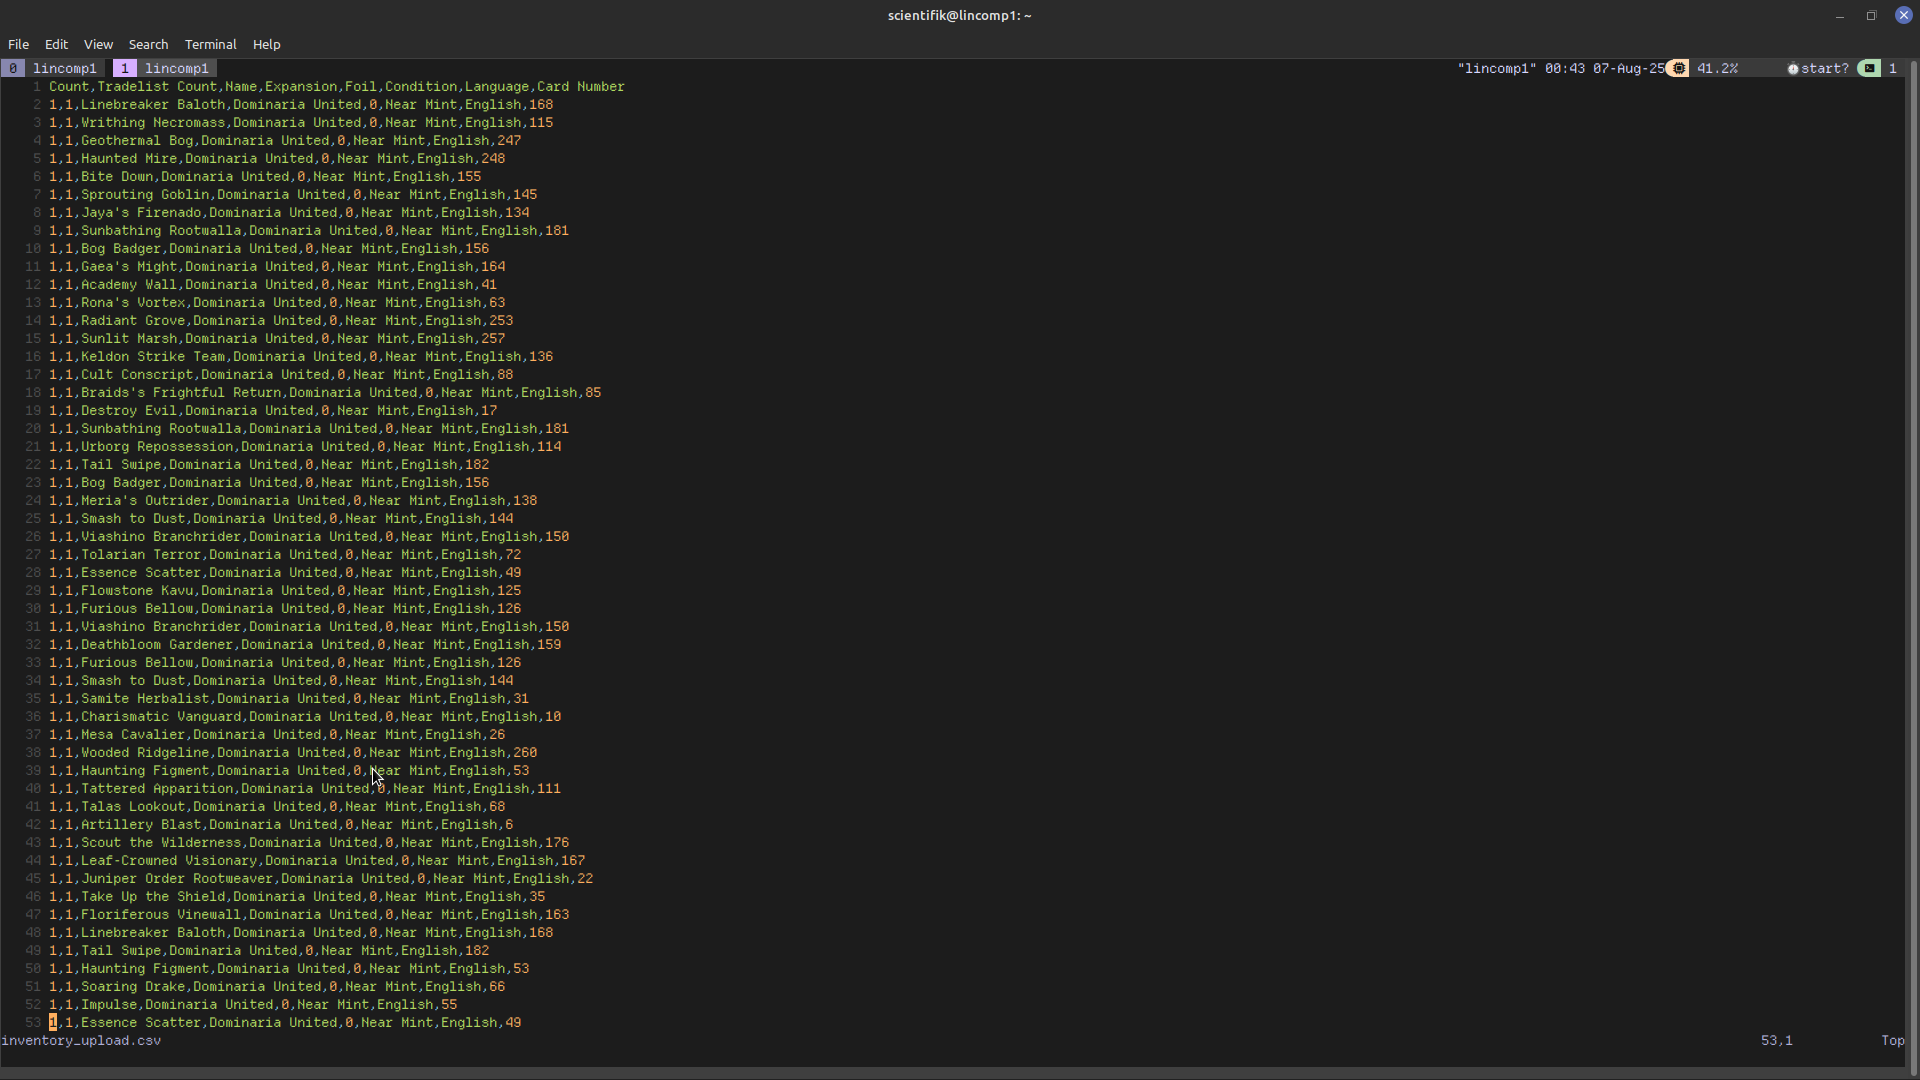 scientifik@lincomp1: ~
File Edit View Search Terminal Help
0 lincomp1 1 lincomp1 "lincomp1" 00:43 07-Aug-25 41.2% start? 1
1 Count,Tradelist Count,Name,Expansion,Foil,Condition,Language,Card Number
2 1,1,Linebreaker Baloth,Dominaria United,0,Near Mint,English,168
3 1,1,Writhing Necromass,Dominaria United,0,Near Mint,English,115
4 1,1,Geothermal Bog,Dominaria United,0,Near Mint,English,247
5 1,1,Haunted Mire,Dominaria United,0,Near Mint,English,248
6 1,1,Bite Down,Dominaria United,0,Near Mint,English,155
7 1,1,Sprouting Goblin,Dominaria United,0,Near Mint,English,145
8 1,1,Jaya's Firenado,Dominaria United,0,Near Mint,English,134
9 1,1,Sunbathing Rootwalla,Dominaria United,0,Near Mint,English,181
10 1,1,Bog Badger,Dominaria United,0,Near Mint,English,156
11 1,1,Gaea's Might,Dominaria United,0,Near Mint,English,164
12 1,1,Academy Wall,Dominaria United,0,Near Mint,English,41
13 1,1,Rona's Vortex,Dominaria United,0,Near Mint,English,63
14 1,1,Radiant Grove,Dominaria United,0,Near Mint,English,253
15 1,1,Sunlit Marsh,Dominaria United,0,Near Mint,English,257
16 1,1,Keldon Strike Team,Dominaria United,0,Near Mint,English,136
17 1,1,Cult Conscript,Dominaria United,0,Near Mint,English,88
18 1,1,Braids's Frightful Return,Dominaria United,0,Near Mint,English,85
19 1,1,Destroy Evil,Dominaria United,0,Near Mint,English,17
20 1,1,Sunbathing Rootwalla,Dominaria United,0,Near Mint,English,181
21 1,1,Urborg Repossession,Dominaria United,0,Near Mint,English,114
22 1,1,Tail Swipe,Dominaria United,0,Near Mint,English,182
23 1,1,Bog Badger,Dominaria United,0,Near Mint,English,156
24 1,1,Meria's Outrider,Dominaria United,0,Near Mint,English,138
25 1,1,Smash to Dust,Dominaria United,0,Near Mint,English,144
26 1,1,Viashino Branchrider,Dominaria United,0,Near Mint,English,150
27 1,1,Tolarian Terror,Dominaria United,0,Near Mint,English,72
28 1,1,Essence Scatter,Dominaria United,0,Near Mint,English,49
29 1,1,Flowstone Kavu,Dominaria United,0,Near Mint,English,125
30 1,1,Furious Bellow,Dominaria United,0,Near Mint,English,126
31 1,1,Viashino Branchrider,Dominaria United,0,Near Mint,English,150
32 1,1,Deathbloom Gardener,Dominaria United,0,Near Mint,English,159
33 1,1,Furious Bellow,Dominaria United,0,Near Mint,English,126
34 1,1,Smash to Dust,Dominaria United,0,Near Mint,English,144
35 1,1,Samite Herbalist,Dominaria United,0,Near Mint,English,31
36 1,1,Charismatic Vanguard,Dominaria United,0,Near Mint,English,10
37 1,1,Mesa Cavalier,Dominaria United,0,Near Mint,English,26
38 1,1,Wooded Ridgeline,Dominaria United,0,Near Mint,English,260
39 1,1,Haunting Figment,Dominaria United,0,Near Mint,English,53
40 1,1,Tattered Apparition,Dominaria United,0,Near Mint,English,111
41 1,1,Talas Lookout,Dominaria United,0,Near Mint,English,68
42 1,1,Artillery Blast,Dominaria United,0,Near Mint,English,6
43 1,1,Scout the Wilderness,Dominaria United,0,Near Mint,English,176
44 1,1,Leaf-Crowned Visionary,Dominaria United,0,Near Mint,English,167
45 1,1,Juniper Order Rootweaver,Dominaria United,0,Near Mint,English,22
46 1,1,Take Up the Shield,Dominaria United,0,Near Mint,English,35
47 1,1,Floriferous Vinewall,Dominaria United,0,Near Mint,English,163
48 1,1,Linebreaker Baloth,Dominaria United,0,Near Mint,English,168
49 1,1,Tail Swipe,Dominaria United,0,Near Mint,English,182
50 1,1,Haunting Figment,Dominaria United,0,Near Mint,English,53
51 1,1,Soaring Drake,Dominaria United,0,Near Mint,English,66
52 1,1,Impulse,Dominaria United,0,Near Mint,English,55
53 1,1,Essence Scatter,Dominaria United,0,Near Mint,English,49
inventory_upload.csv 53,1 Top